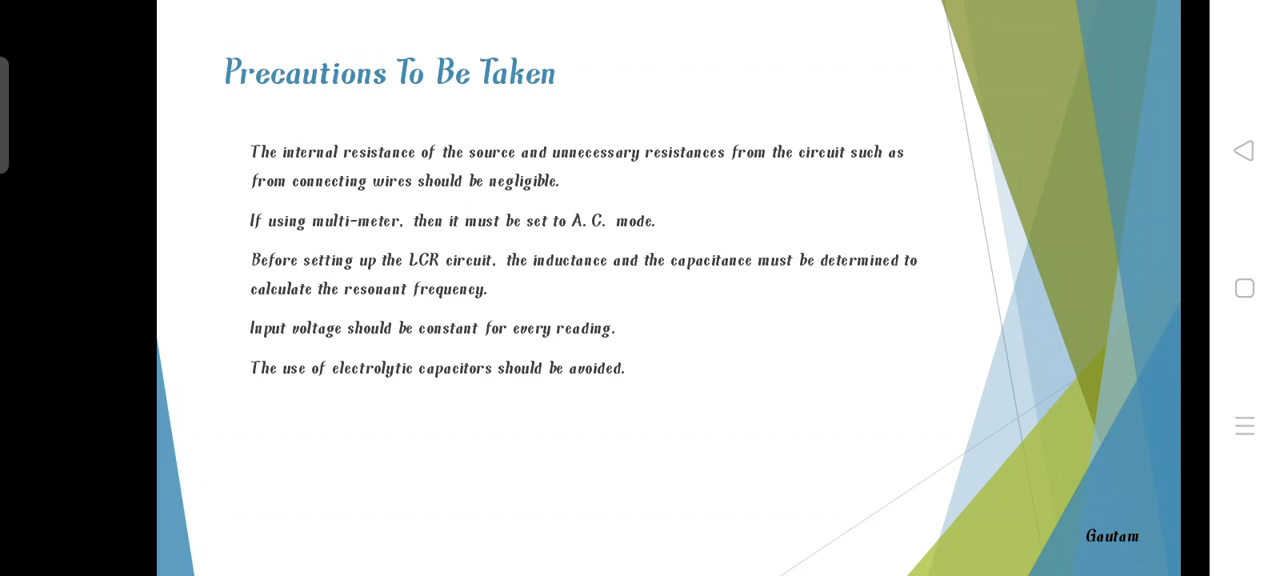 Precautions To Be Taken
The internal resistance of the source and unnecessary resistances from the circuit such as
from connecting wires should be negligible.
If using multi-meter, then it must be set to A.C. mode.
Before setting up the LCR circuit, the inductance and the capacitance must be determined to
calculate the resonant frequency.
Input voltage should be constant for every reading.
The use of electrolytic capacitors should be avoided.
Gautam